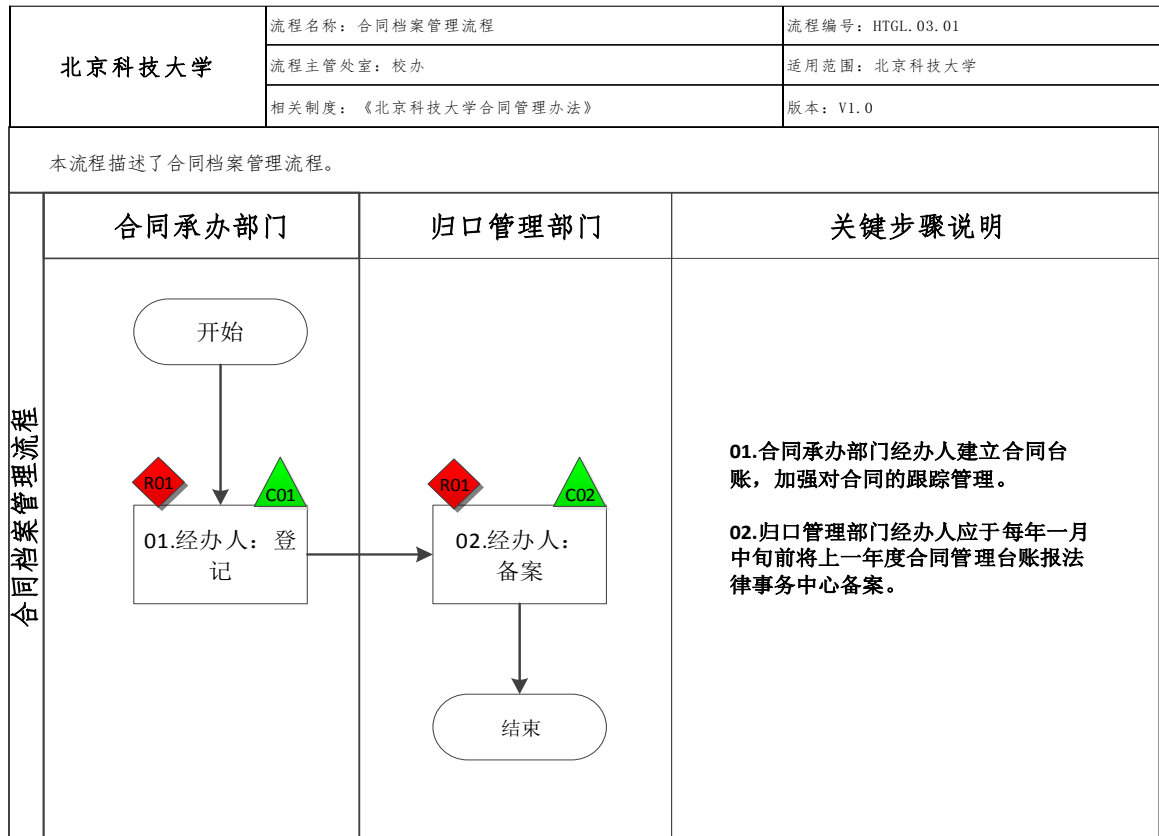 北京科技大学
流程名称：合同档案管理流程
流程编号：HTGL.03.01
流程主管处室：校办
适用范围：北京科技大学
相关制度：《北京科技大学合同管理办法》
版本：V1.0
本流程描述了合同档案管理流程。
合同档案管理流程
合同承办部门
归口管理部门
关键步骤说明
开始
R01
C01
01.经办人：登
记
R01
C02
02.经办人：
备案
结束
01.合同承办部门经办人建立合同台
账，加强对合同的跟踪管理。
02.归口管理部门经办人应于每年一月
中旬前将上一年度合同管理台账报法
律事务中心备案。